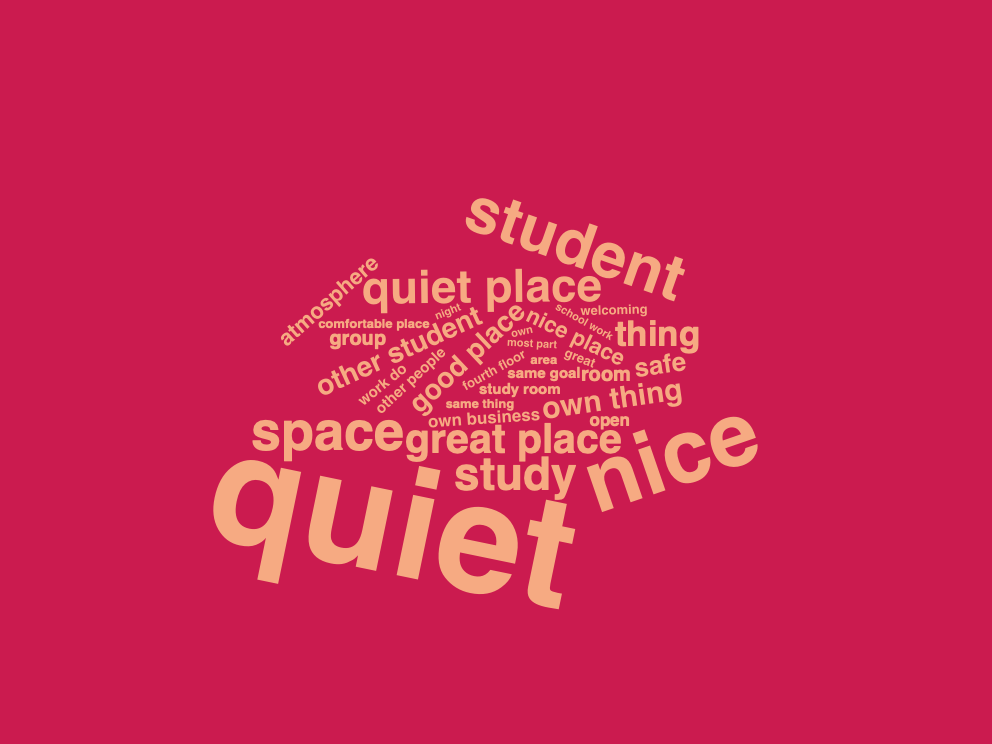 student
atmosphere
quiet place
night
school work
welcoming
comfortable place
group
other student
good place
own
nice place
thing
most part
work do
other people
fourth floor
area
great
same goal
room
safe
study room
same thing
own thing
own business
open
space
great place
nice
study
quiet